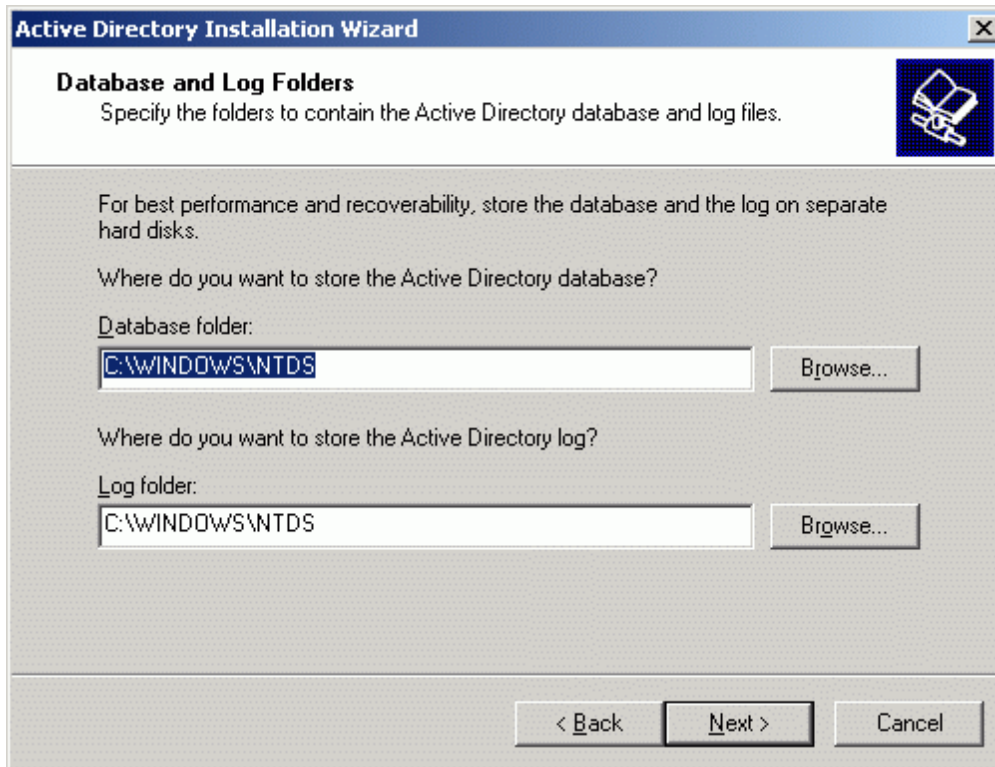 Active Directory Installation Wizard
Database and Log Folders
Specify the folders to contain the Active Directory database and log files.
For best performance and recoverability, store the database and the log on separate
hard disks.
Where do you want to store the Active Directory database?
Database folder:
C:\WINDOWS\NTDS
Browse...
Where do you want to store the Active Directory log?
Log folder:
C:\WINDOWS\NTDS
Browse...
< Back
Next >
Cancel